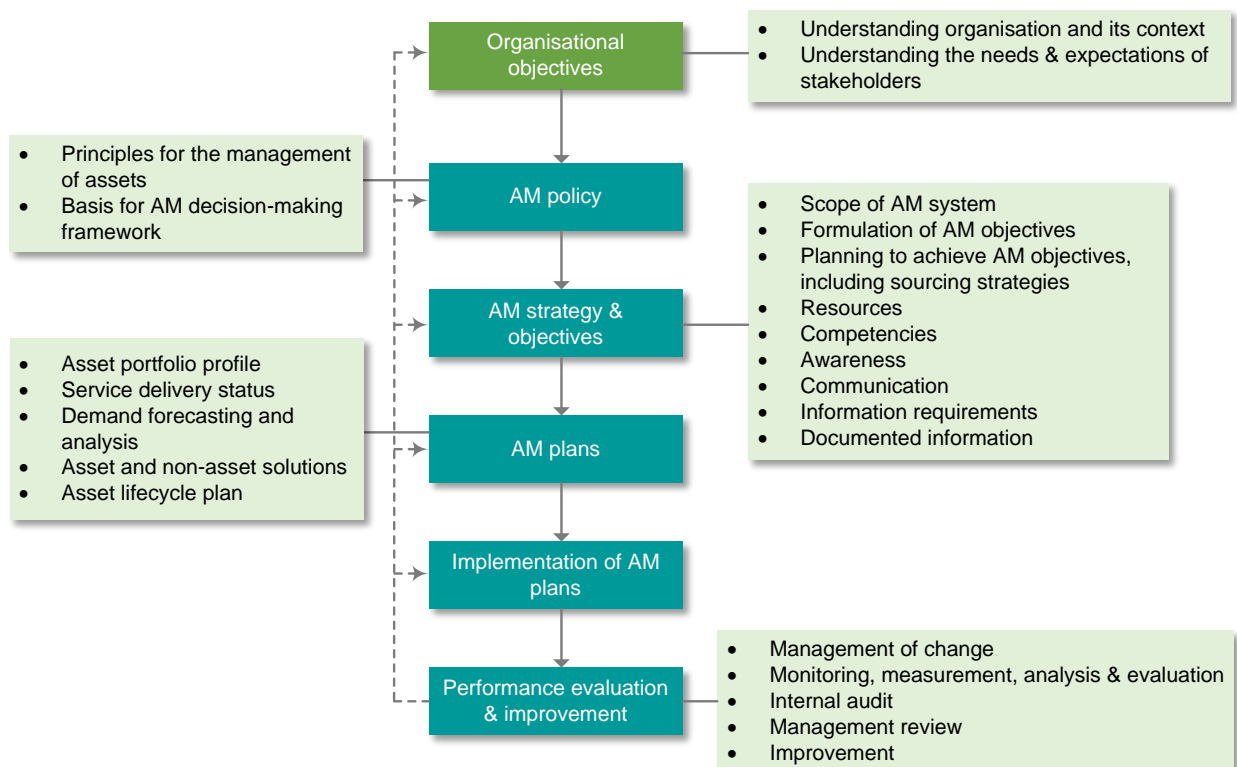 Organisational
objectives
• Understanding organisation and its context
• Understanding the needs & expectations of
stakeholders
• Principles for the management
of assets
• Basis for AM decision-making
framework
AM policy
AM strategy &
objectives
• Scope of AM system
• Formulation of AM objectives
• Planning to achieve AM objectives,
including sourcing strategies
• Resources
• Competencies
• Awareness
• Communication
• Information requirements
• Documented information
• Asset portfolio profile
• Service delivery status
• Demand forecasting and
analysis
• Asset and non-asset solutions
• Asset lifecycle plan
AM plans
Implementation of AM
plans
Performance evaluation
& improvement
• Management of change
• Monitoring, measurement, analysis & evaluation
• Internal audit
• Management review
• Improvement